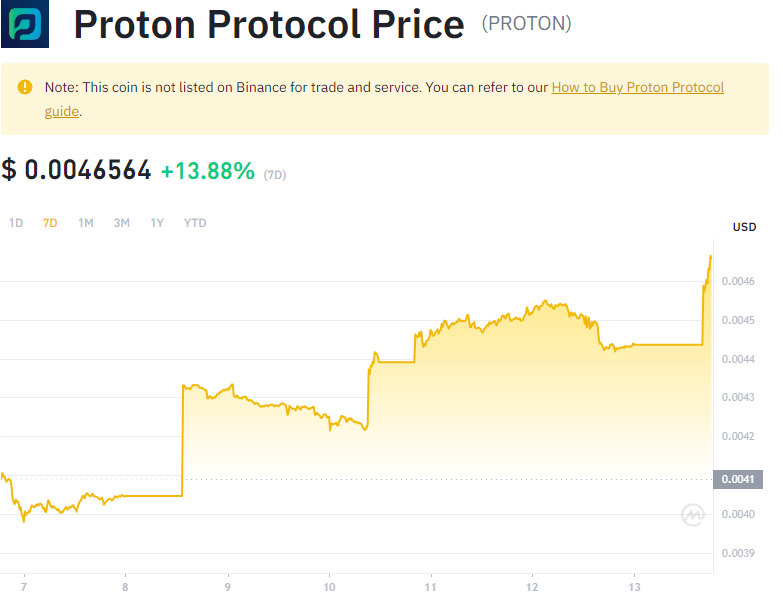 Proton Protocol Price (PROTON)
Note: This coin is not listed on Binance for trade and service. You can refer to our How to Buy Proton Protocol
guide.
$ 0.0046564 +13.88% (7D)
1D 7D 1M 3M 1Y YTD
USD
0.0046
0.0045
0.0044
0.0043
0.0042
0.0041
0.0040
0.0039
7 8 9 10 11 12 13